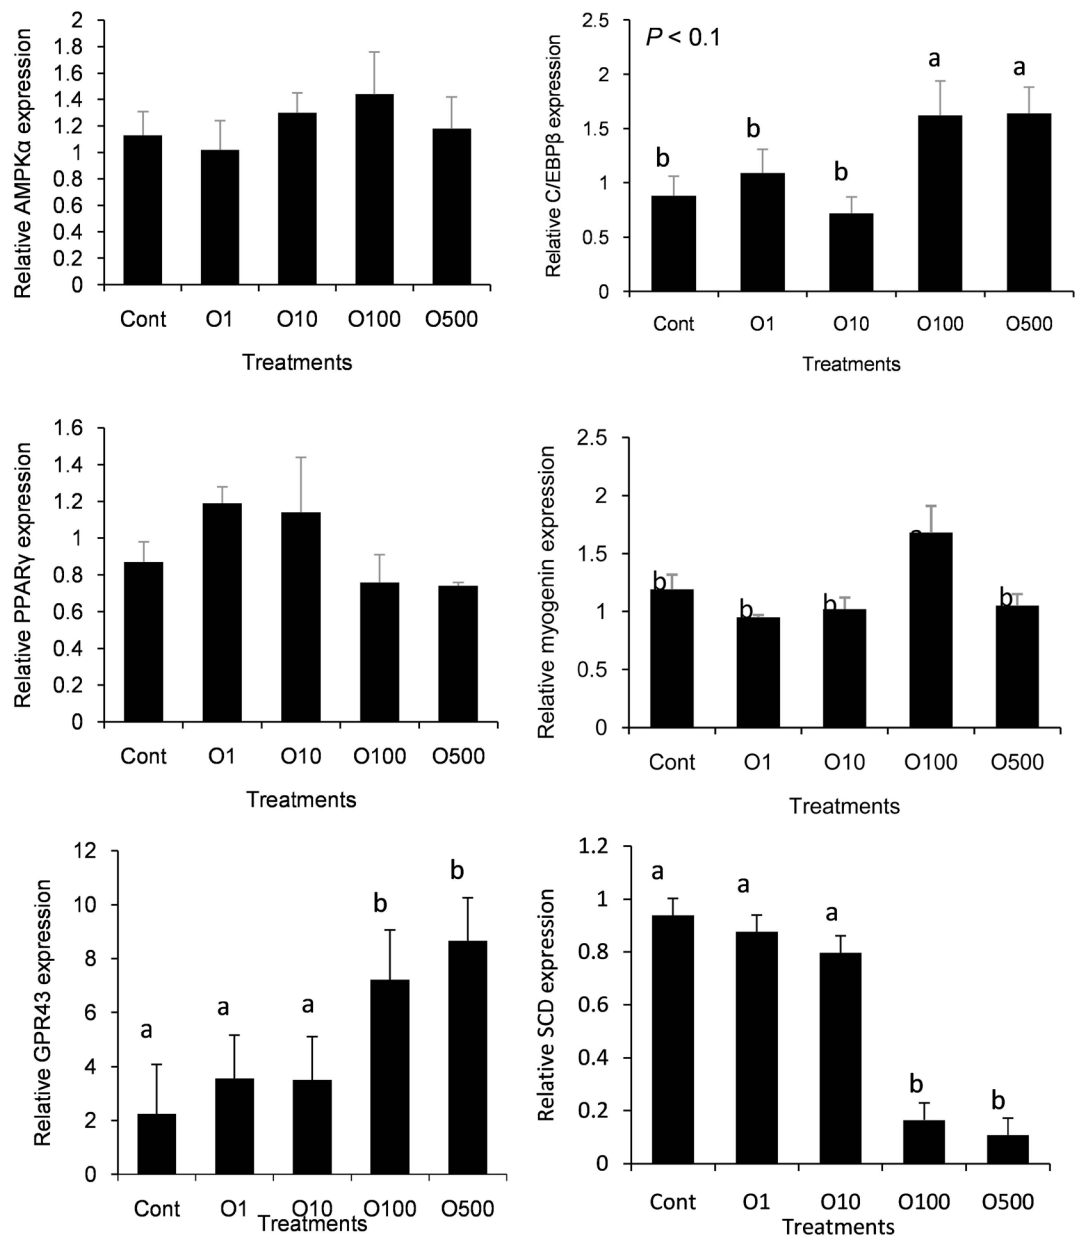 Relative AMPKα expression
2
1.8
1.6
1.4
1.2
1
0.8
0.6
0.4
0.2
0
Cont O1 O10 O100 O500
Treatments
Relative C/EBPβ expression
P < 0.1
2.5
2
1.5
1
0.5
0
b b b a a
Cont O1 O10 O100 O500
Treatments
Relative PPARγ expression
1.6
1.4
1.2
1
0.8
0.6
0.4
0.2
0
Cont O1 O10 O100 O500
Treatments
Relative myogenin expression
2.5
2
1.5
1
0.5
0
b b b b
Cont O1 O10 O100 O500
Treatments
Relative GPR43 expression
12
10
8
6
4
2
0
a a a b b
Cont O1 O10 O100 O500
Treatments
Relative SCD expression
1.2
1
0.8
0.6
0.4
0.2
0
a a a b b
Cont O1 O10 O100 O500
Treatments